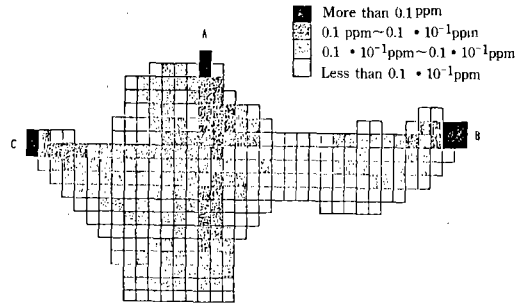 A
More than 0.1 ppm
0.1 ppm~0.1 • 10⁻¹ppm
0.1 • 10⁻¹ppm~0.1 • 10⁻¹ppm
Less than 0.1 • 10⁻¹ppm
C
B